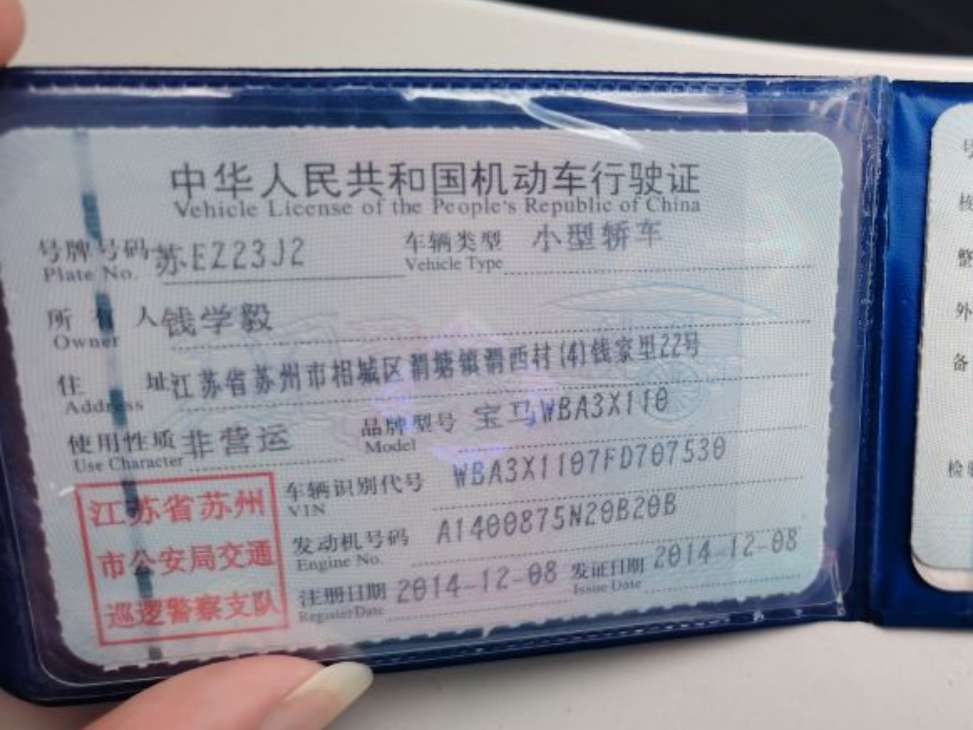 中华人民共和国机动车行驶证
Vehicle License of the People's Republic of China
号牌号码 苏EZ23J2 车辆类型 小型轿车
Plate No. Vehicle Type
所有人 钱学毅
Owner
住址 江苏省苏州市相城区渭塘镇渭西村(4)钱家里22号
Address
使用性质 非营运 品牌型号 宝马WBA3X110
Use Character Model
车辆识别代号 WBA3X1107FD707530
VIN
发动机号码 A1400875N20B20B
Engine No.
注册日期 2014-12-08 发证日期 2014-12-08
Register Date Issue Date
江苏省苏州
市公安局交通
巡逻警察支队
号
核
整
外
备
检验